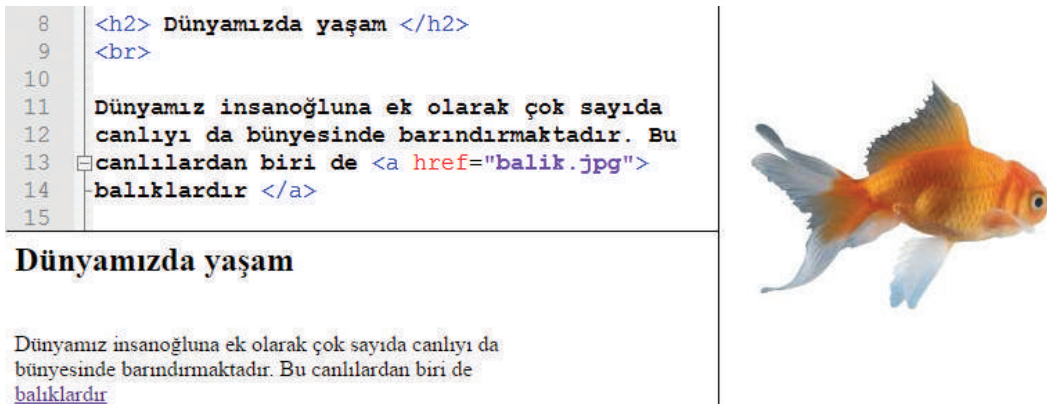 8 <h2> Dünyamızda yaşam </h2>
9 <br>
10
11 Dünyamız insanoğluna ek olarak çok sayıda
12 canlıyı da bünyesinde barındırmaktadır. Bu
13 canlılardan biri de <a href="balik.jpg">
14 balıklardır </a>
15
Dünyamızda yaşam
Dünyamız insanoğluna ek olarak çok sayıda canlıyı da
bünyesinde barındırmaktadır. Bu canlılardan biri de
balıklardır